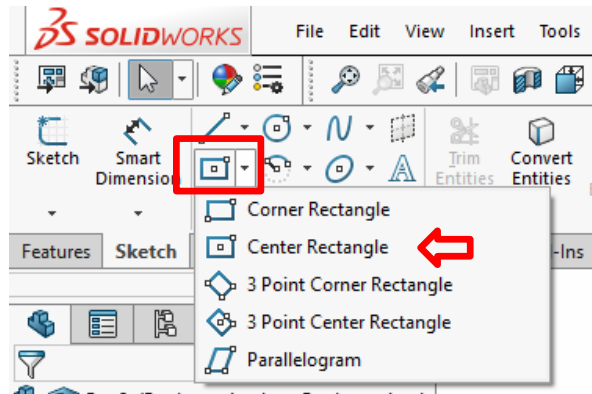 SOLIDWORKS File Edit View Insert Tools
Sketch Smart Dimension Trim Entities Convert Entities
Corner Rectangle
Features Sketch Center Rectangle -Ins
3 Point Corner Rectangle
3 Point Center Rectangle
Parallelogram